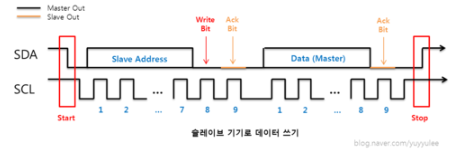 Master Out
Slave Out
Write Bit
Ack Bit
Ack Bit
SDA
Slave Address
Data (Master)
SCL
Start
1 2 ... 7 8 9
1 2 ... 8 9
Stop
슬레이브 기기로 데이터 쓰기
blog.naver.com/yuyyulee